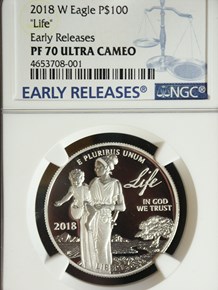 2018 W Eagle P$100
"Life"
Early Releases
PF 70 ULTRA CAMEO
4653708-001
EARLY RELEASES
NGC
E PLURIBUS UNUM
Life
IN GOD
WE TRUST
2018